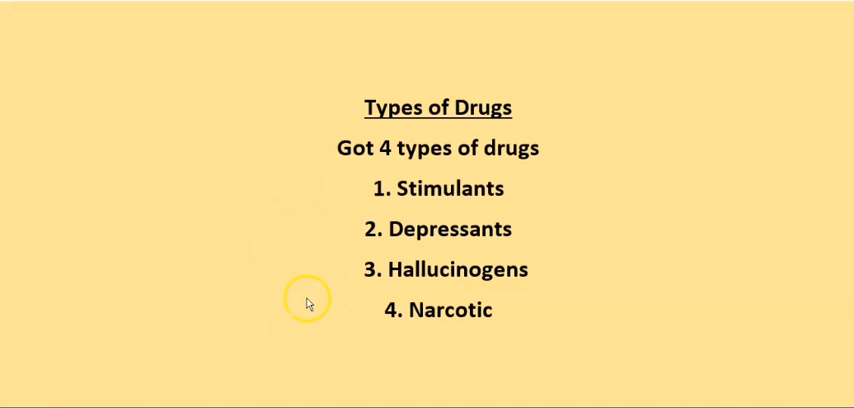 Types of Drugs
Got 4 types of drugs
1. Stimulants
2. Depressants
3. Hallucinogens
4. Narcotic